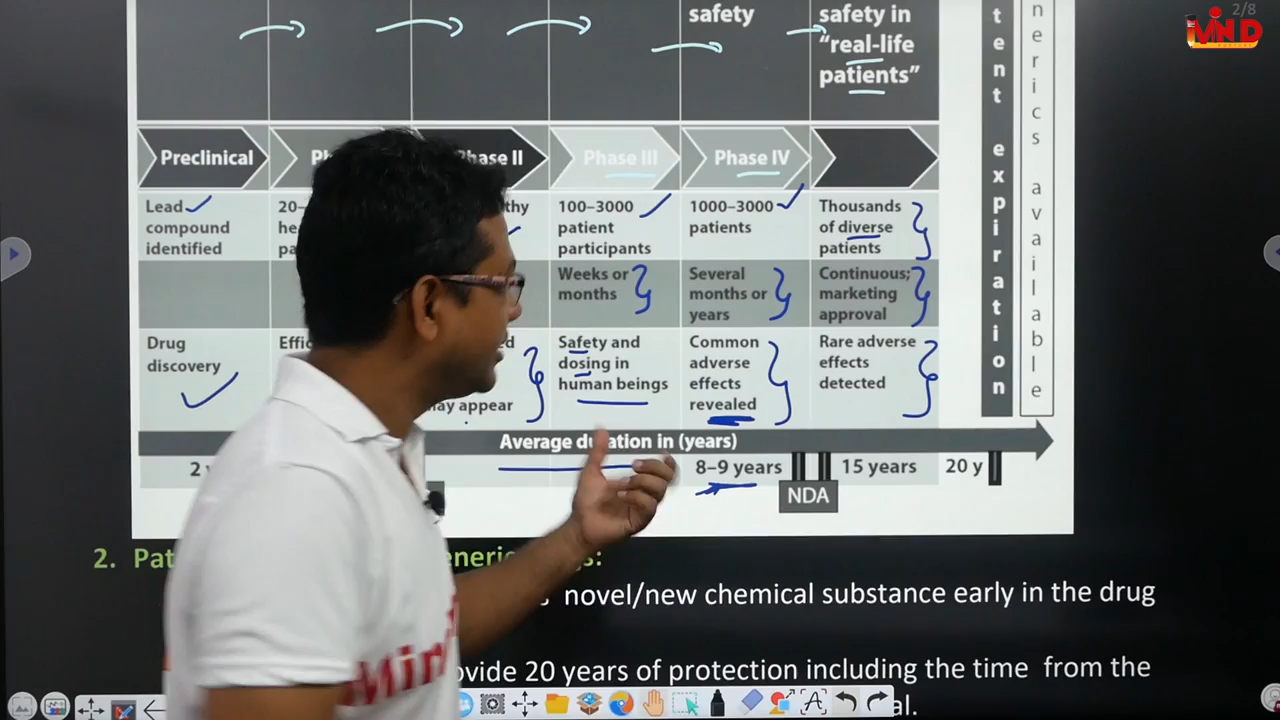 2/8
MIND
safety
safety in
“real-life
patients”
tent expiration
nerics available
Preclinical
Phase II
Phase III
Phase IV
Lead
compound
identified
20–
100–3000
patient
participants
1000–3000
patients
Thousands
of diverse
patients
Weeks or
months
Several
months or
years
Continuous;
marketing
approval
Drug
discovery
may appear
Safety and
dosing in
human beings
Common
adverse
effects
revealed
Rare adverse
effects
detected
Average duration in (years)
2
8–9 years
15 years
20 y
NDA
2. Pat
novel/new chemical substance early in the drug
ovide 20 years of protection including the time from the
al.
Min